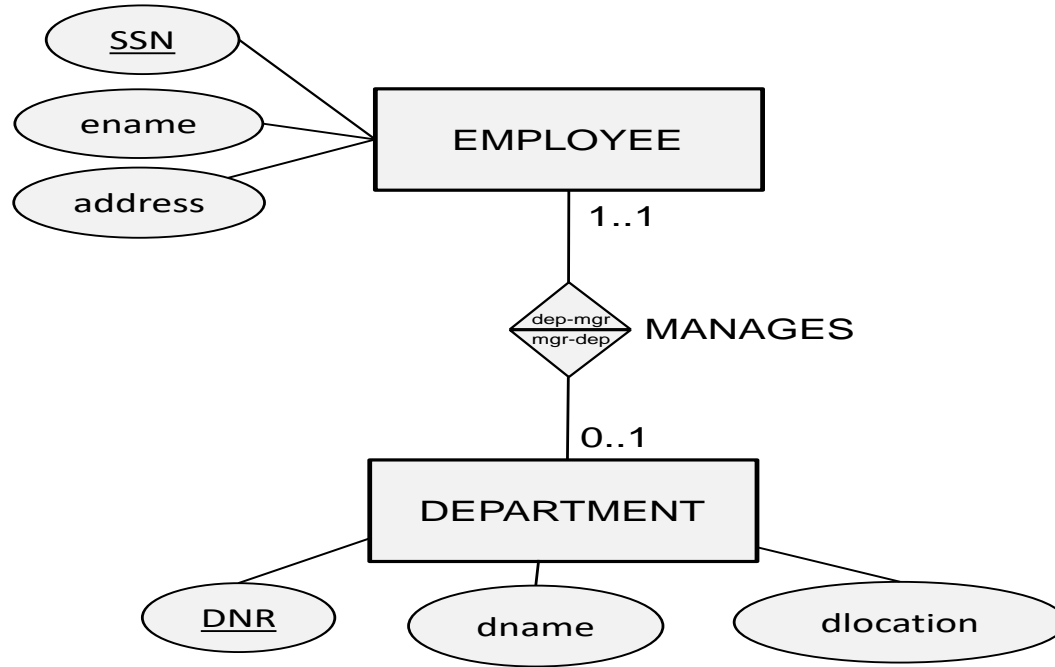 SSN
ename
address
EMPLOYEE
1..1
dep-mgr
mgr-dep
MANAGES
0..1
DEPARTMENT
DNR
dname
dlocation